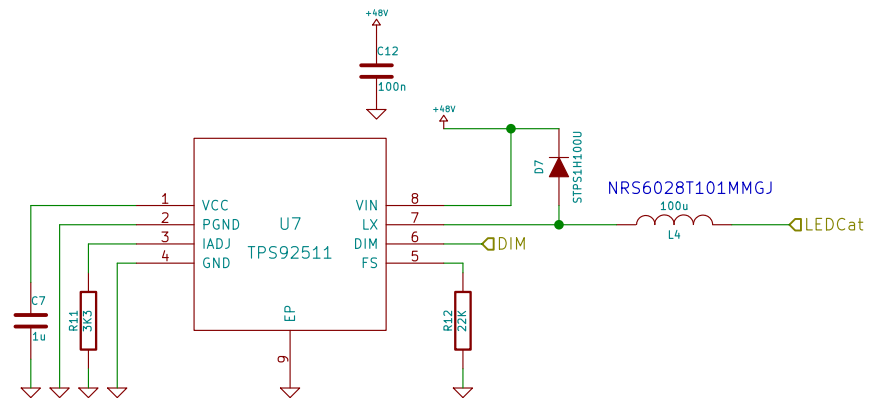 +48V
C12
100n
+48V
D7
STPS1H100U
NRS6028T101MMGJ
100u
L4
LEDCat
1 VCC
2 PGND
3 IADJ
4 GND
U7
TPS92511
VIN 8
LX 7
DIM 6
FS 5
DIM
EP
9
C7
1u
R11
3K3
R12
22K